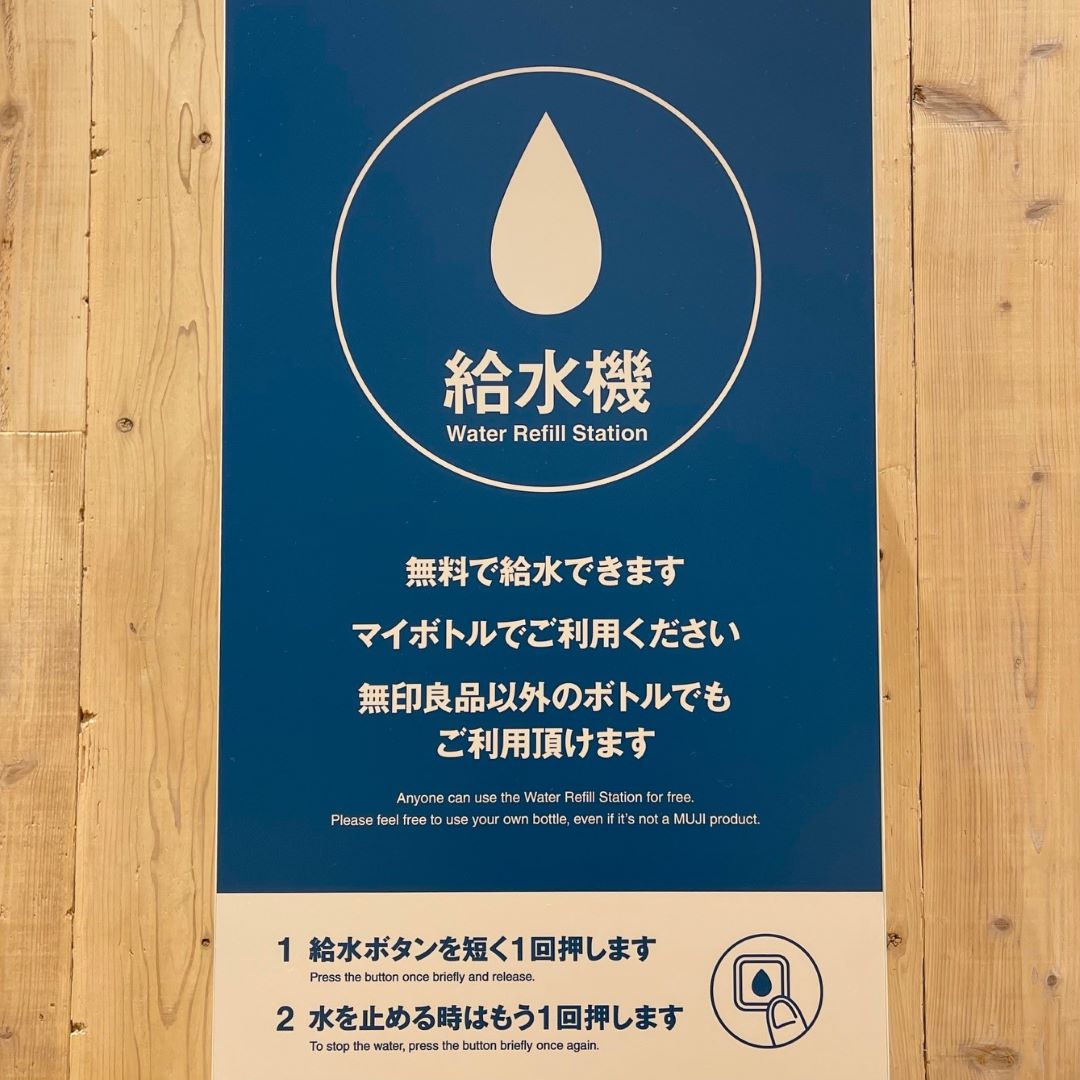 給水機
Water Refill Station
無料で給水できます
マイボトルでご利用ください
無印良品以外のボトルでも
ご利用頂けます
Anyone can use the Water Refill Station for free.
Please feel free to use your own bottle, even if it's not a MUJI product.
1 給水ボタンを短く1回押します
Press the button once briefly and release.
2 水を止める時はもう1回押します
To stop the water, press the button briefly once again.